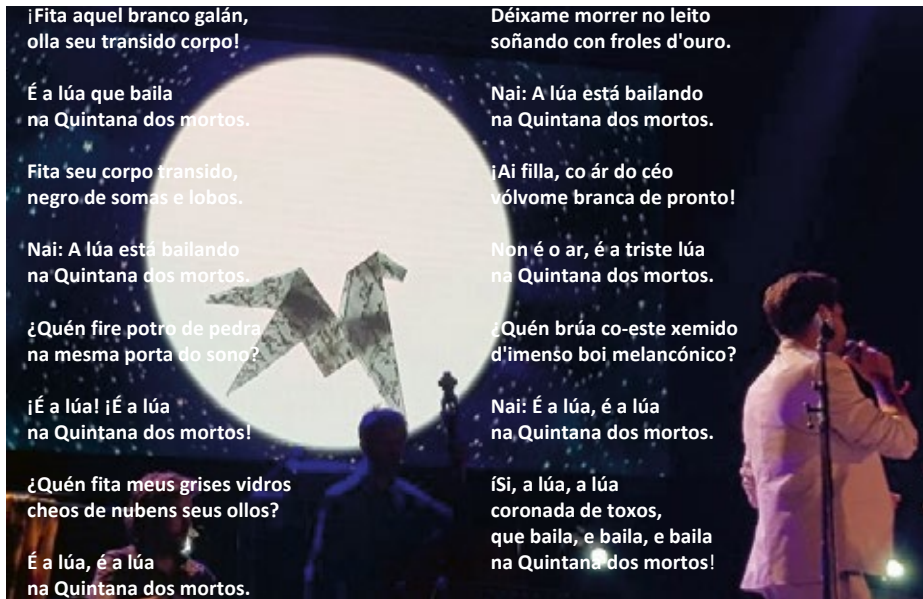 ¡Fita aquel branco galán,
olla seu transido corpo!
É a lúa que baila
na Quintana dos mortos.
Fita seu corpo transido,
negro de somas e lobos.
Nai: A lúa está bailando
na Quintana dos mortos.
¿Quén fire potro de pedra
na mesma porta do sono?
¡É a lúa! ¡É a lúa
na Quintana dos mortos!
¿Quén fita meus grises vidros
cheos de nubens seus ollos?
É a lúa, é a lúa
na Quintana dos mortos.
Déixame morrer no leito
soñando con froles d'ouro.
Nai: A lúa está bailando
na Quintana dos mortos.
¡Ai filla, co ár do céo
vólvome branca de pronto!
Non é o ar, é a triste lúa
na Quintana dos mortos.
¿Quén brúa co-este xemido
d'imenso boi melancónico?
Nai: É a lúa, é a lúa
na Quintana dos mortos.
íSi, a lúa, a lúa
coronada de toxos,
que baila, e baila, e baila
na Quintana dos mortos!